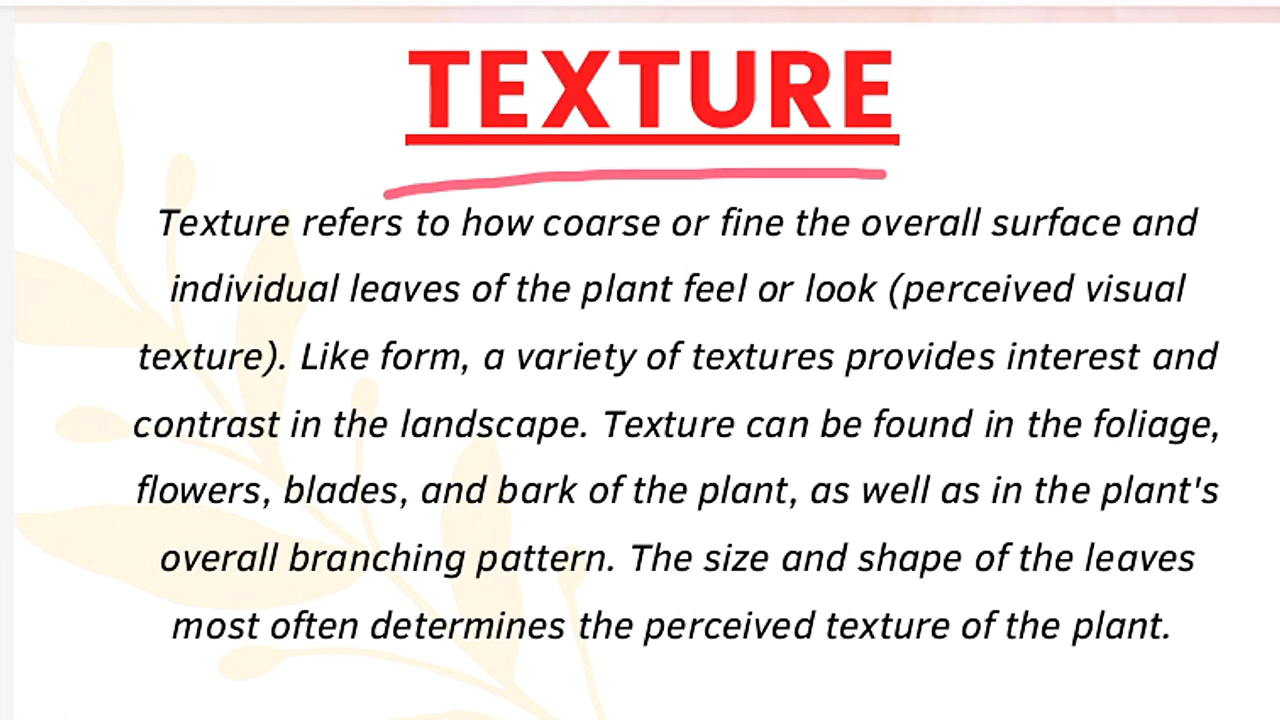 TEXTURE
Texture refers to how coarse or fine the overall surface and
individual leaves of the plant feel or look (perceived visual
texture). Like form, a variety of textures provides interest and
contrast in the landscape. Texture can be found in the foliage,
flowers, blades, and bark of the plant, as well as in the plant's
overall branching pattern. The size and shape of the leaves
most often determines the perceived texture of the plant.